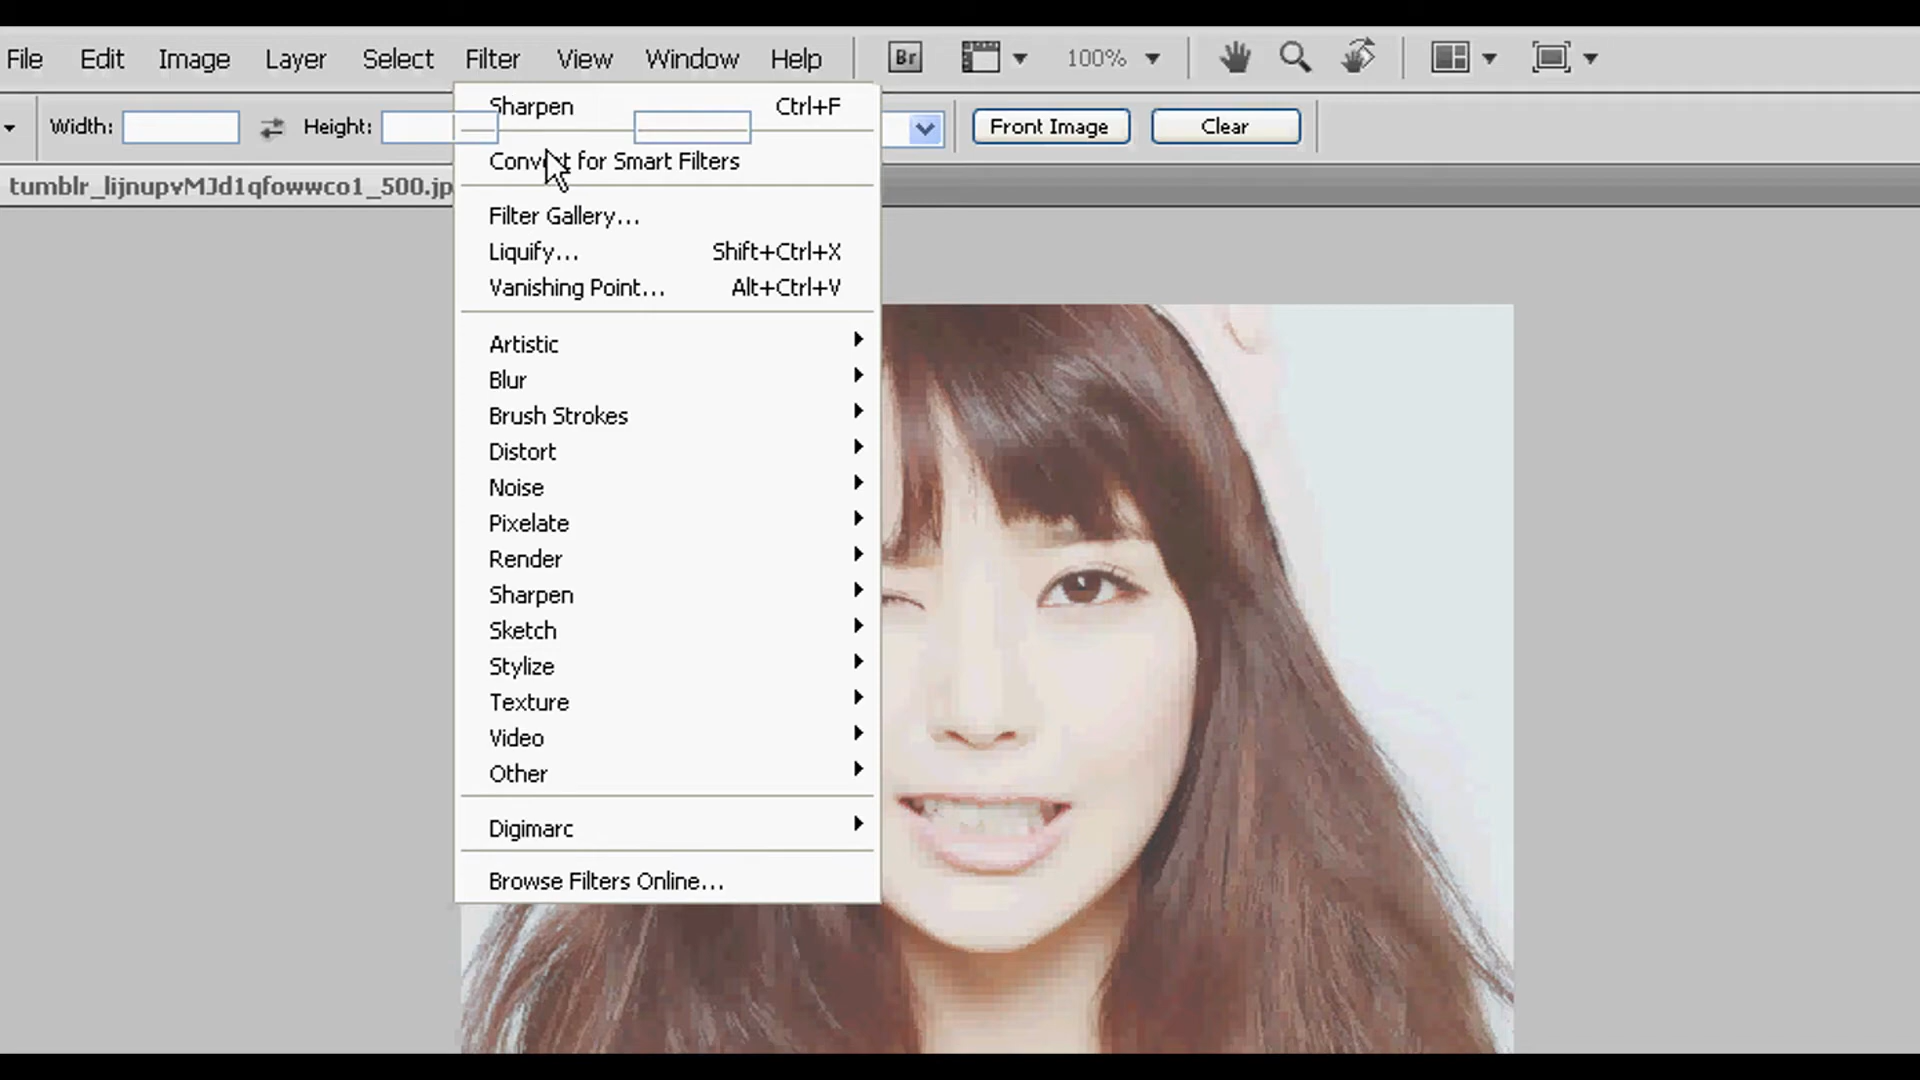 File Edit Image Layer Select Filter View Window Help Br 100%
Width: Height: Front Image Clear
tumblr_lijnupvMJd1qfowwco1_500.jp
Sharpen Ctrl+F
Convert for Smart Filters
Filter Gallery...
Liquify... Shift+Ctrl+X
Vanishing Point... Alt+Ctrl+V
Artistic
Blur
Brush Strokes
Distort
Noise
Pixelate
Render
Sharpen
Sketch
Stylize
Texture
Video
Other
Digimarc
Browse Filters Online...